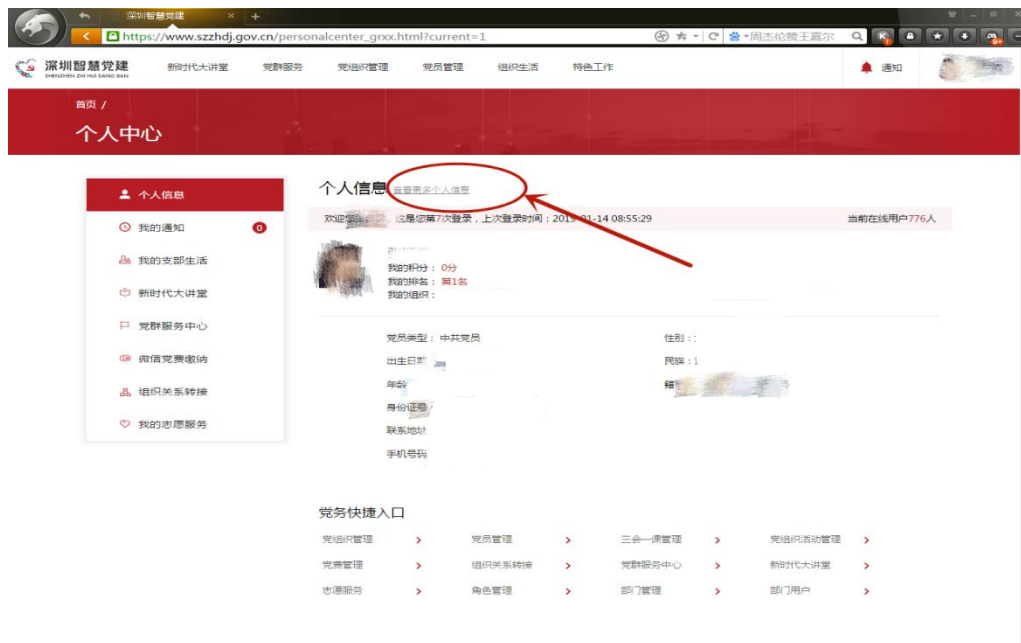 深圳智慧党建
https://www.szzhdj.gov.cn/personalcenter_grxx.html?current=1
周杰伦赞王嘉尔
深圳智慧党建
SHENZHEN ZHI HUI DANG JIAN
新时代大讲堂 党群服务 党组织管理 党员管理 组织生活 特色工作 通知
首页 /
个人中心
个人信息
我的通知 0
我的支部生活
新时代大讲堂
党群服务中心
微信党费缴纳
组织关系转接
我的志愿服务
个人信息 查看更多个人信息
欢迎您 这是您第7次登录,上次登录时间:2019-01-14 08:55:29 当前在线用户776人
我的积分: 0分
我的排名: 第1名
我的组织:
党员类型: 中共党员 性别:
出生日期 民族:
年龄
身份证号
联系地址
手机号码
党务快捷入口
党组织管理 党员管理 三会一课管理 党组织活动管理
党费管理 组织关系转接 党群服务中心 新时代大讲堂
志愿服务 角色管理 部门管理 部门用户